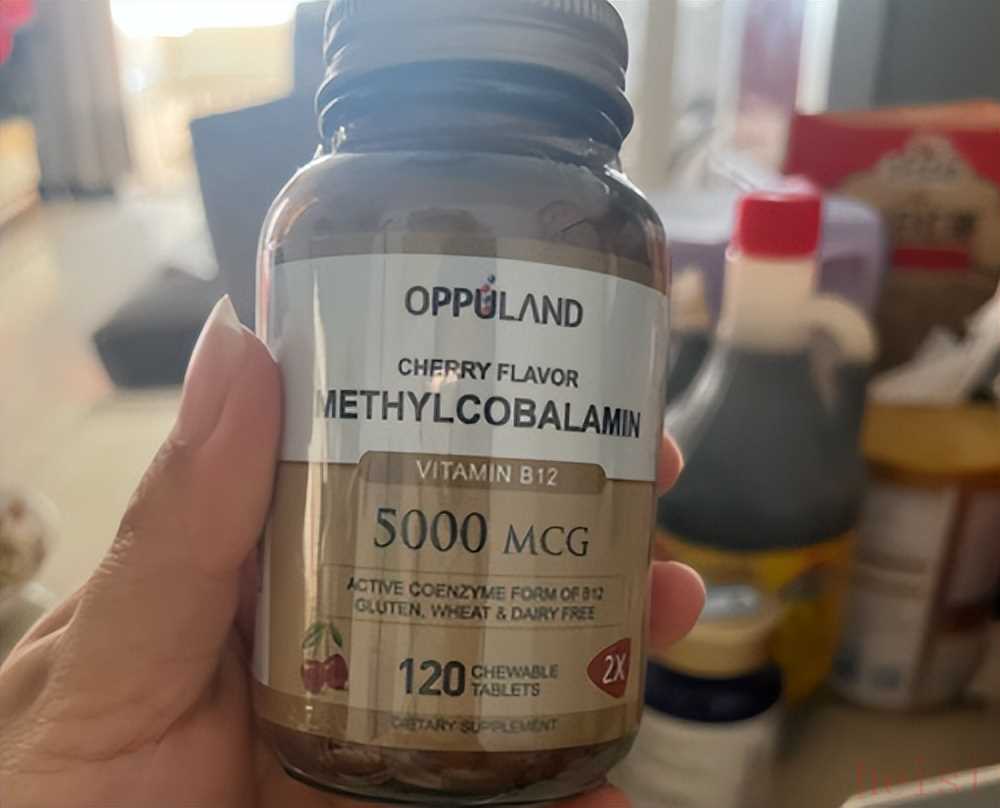 OPPULAND
CHERRY FLAVOR
METHYLCOBALAMIN
VITAMIN B12
5000 MCG
ACTIVE COENZYME FORM OF B12
GLUTEN, WHEAT & DAIRY FREE
120 CHEWABLE
TABLETS
2X
DIETARY SUPPLEMENT